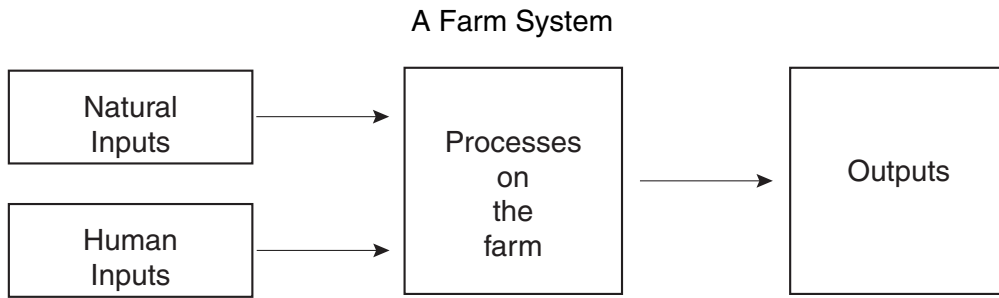 A Farm System
Natural
Inputs
Human
Inputs
Processes
on
the
farm
Outputs